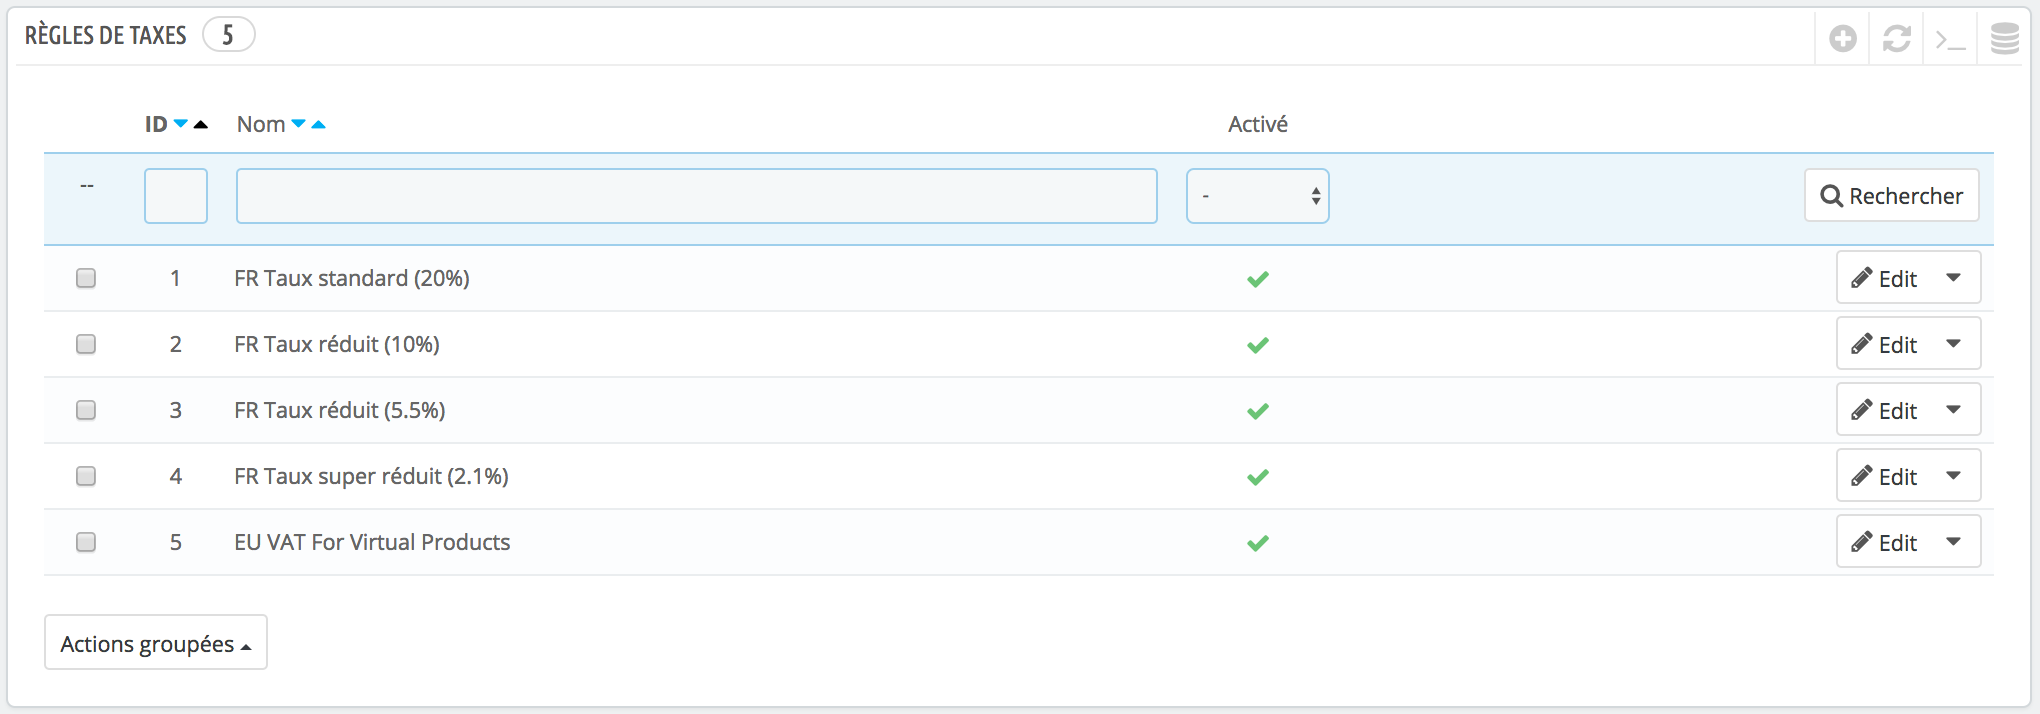 RÈGLES DE TAXES 5
ID Nom Activé
-- - Rechercher
1 FR Taux standard (20%) Edit
2 FR Taux réduit (10%) Edit
3 FR Taux réduit (5.5%) Edit
4 FR Taux super réduit (2.1%) Edit
5 EU VAT For Virtual Products Edit
Actions groupées